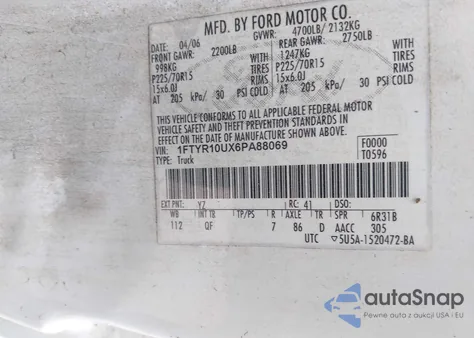 MFD. BY FORD MOTOR CO.
DATE: 04/06 GVWR: 4700LB/ 2132KG
FRONT GAWR: 2200LB REAR GAWR: 2750LB
998KG WITH 1247KG WITH
P225/70R15 TIRES P225/70R15 TIRES
15x6.0J RIMS 15x6.0J RIMS
AT 205 kPa/ 30 PSI COLD AT 205 kPa/ 30 PSI COLD
THIS VEHICLE CONFORMS TO ALL APPLICABLE FEDERAL MOTOR
VEHICLE SAFETY AND THEFT PREVENTION STANDARDS IN
EFFECT ON THE DATE OF MANUFACTURE SHOWN ABOVE.
VIN: 1FTYR10UX6PA88069 F0000
TYPE: Truck T0596
EXT PNT: YZ RC: 41 DSO:
WB INT TR TP/PS R AXLE TR SPR 6R31B
112 QF 7 86 D AACC 305
UTC 5U5A-1520472-BA
autoSnap
Pewne auta z aukcji USA i EU